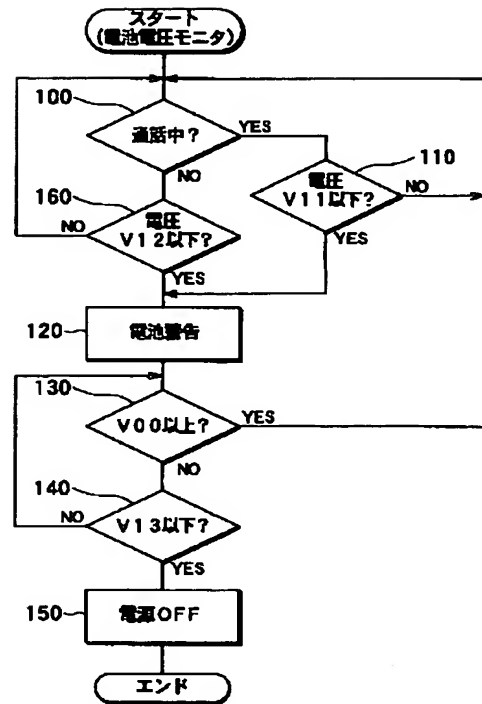 スタート
(電池電圧モニタ)
100
通話中?
YES
NO
110
電圧
V11以下?
NO
YES
160
電圧
V12以下?
NO
YES
120
電池警告
130
V00以上?
YES
NO
140
V13以下?
NO
YES
150
電源OFF
エンド